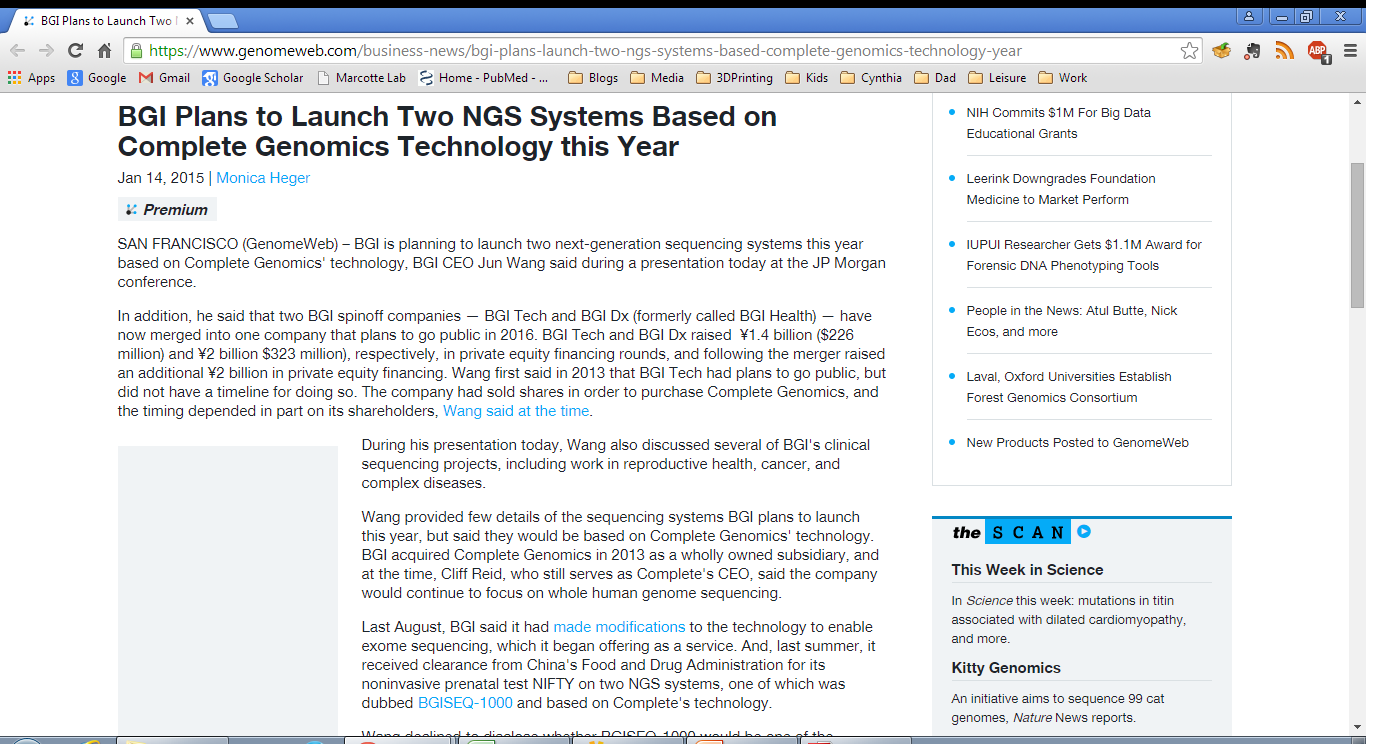 BGI Plans to Launch Two
https://www.genomeweb.com/business-news/bgi-plans-launch-two-ngs-systems-based-complete-genomics-technology-year
ABP
1
Apps Google Gmail Google Scholar Marcotte Lab Home - PubMed - ... Blogs Media 3DPrinting Kids Cynthia Dad Leisure Work
BGI Plans to Launch Two NGS Systems Based on
Complete Genomics Technology this Year
Jan 14, 2015 | Monica Heger
Premium
SAN FRANCISCO (GenomeWeb) – BGI is planning to launch two next-generation sequencing systems this year
based on Complete Genomics' technology, BGI CEO Jun Wang said during a presentation today at the JP Morgan
conference.
In addition, he said that two BGI spinoff companies — BGI Tech and BGI Dx (formerly called BGI Health) — have
now merged into one company that plans to go public in 2016. BGI Tech and BGI Dx raised ¥1.4 billion ($226
million) and ¥2 billion $323 million), respectively, in private equity financing rounds, and following the merger raised
an additional ¥2 billion in private equity financing. Wang first said in 2013 that BGI Tech had plans to go public, but
did not have a timeline for doing so. The company had sold shares in order to purchase Complete Genomics, and
the timing depended in part on its shareholders, Wang said at the time.
During his presentation today, Wang also discussed several of BGI's clinical
sequencing projects, including work in reproductive health, cancer, and
complex diseases.
Wang provided few details of the sequencing systems BGI plans to launch
this year, but said they would be based on Complete Genomics' technology.
BGI acquired Complete Genomics in 2013 as a wholly owned subsidiary, and
at the time, Cliff Reid, who still serves as Complete's CEO, said the company
would continue to focus on whole human genome sequencing.
Last August, BGI said it had made modifications to the technology to enable
exome sequencing, which it began offering as a service. And, last summer, it
received clearance from China's Food and Drug Administration for its
noninvasive prenatal test NIFTY on two NGS systems, one of which was
dubbed BGISEQ-1000 and based on Complete's technology.
Wang declined to disclose whether BGISEQ-1000 would be one of the
NIH Commits $1M For Big Data
Educational Grants
Leerink Downgrades Foundation
Medicine to Market Perform
IUPUI Researcher Gets $1.1M Award for
Forensic DNA Phenotyping Tools
People in the News: Atul Butte, Nick
Ecos, and more
Laval, Oxford Universities Establish
Forest Genomics Consortium
New Products Posted to GenomeWeb
the SCAN
This Week in Science
In Science this week: mutations in titin
associated with dilated cardiomyopathy,
and more.
Kitty Genomics
An initiative aims to sequence 99 cat
genomes, Nature News reports.